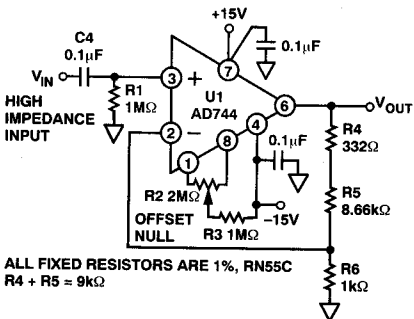 +15V
C4
0.1µF
0.1µF
7
VIN
3
+
R1
1MΩ
U1
AD744
6
VOUT
HIGH
IMPEDANCE
INPUT
2
−
8
4
1
0.1µF
R4
332Ω
R2 2MΩ
R5
8.66kΩ
OFFSET
NULL
−15V
R3 1MΩ
ALL FIXED RESISTORS ARE 1%, RN55C
R4 + R5 = 9kΩ
R6
1kΩ